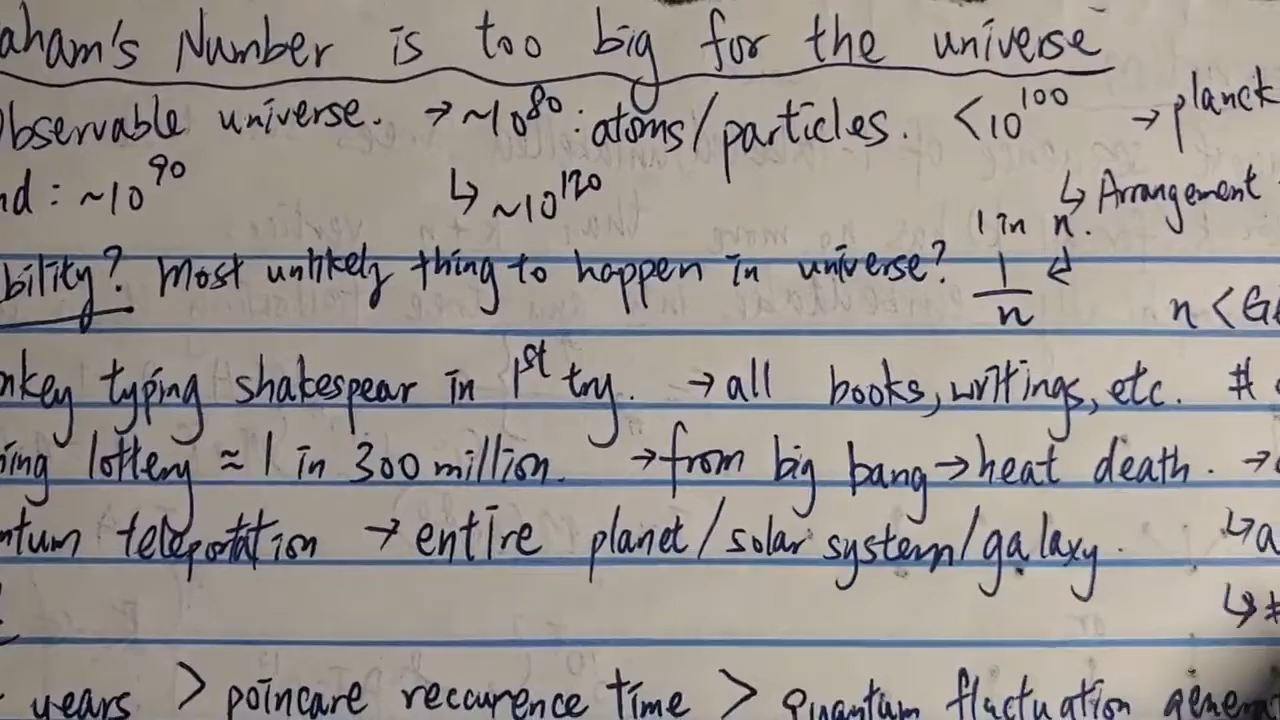 aham's Number is too big for the universe
Observable universe. → ~10^80: atoms/particles. <10^100 → planck
nd: ~10^90 ↳ ~10^120 ↳ Arrangement
1 in n.
bility? Most unlikely thing to happen in universe? 1/n n < G
nkey typing shakespear in 1st try. → all books, writings, etc. #
ing lottery ≈ 1 in 300 million. → from big bang → heat death. →
ntum teleportation → entire planet/solar system/galaxy. ↳ a
↳ #
years > poincare reccurence time > Quantum fluctuation genera